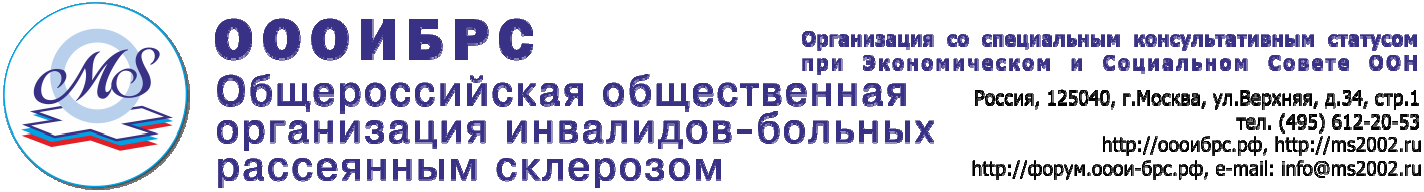 MS
ОООИБРС
Общероссийская общественная
организация инвалидов-больных
рассеянным склерозом
Организация со специальным консультативным статусом
при Экономическом и Социальном Совете ООН
Россия, 125040, г.Москва, ул.Верхняя, д.34, стр.1
тел. (495) 612-20-53
http://оооибрс.рф, http://ms2002.ru
http://форум.ооои-брс.рф, e-mail: info@ms2002.ru